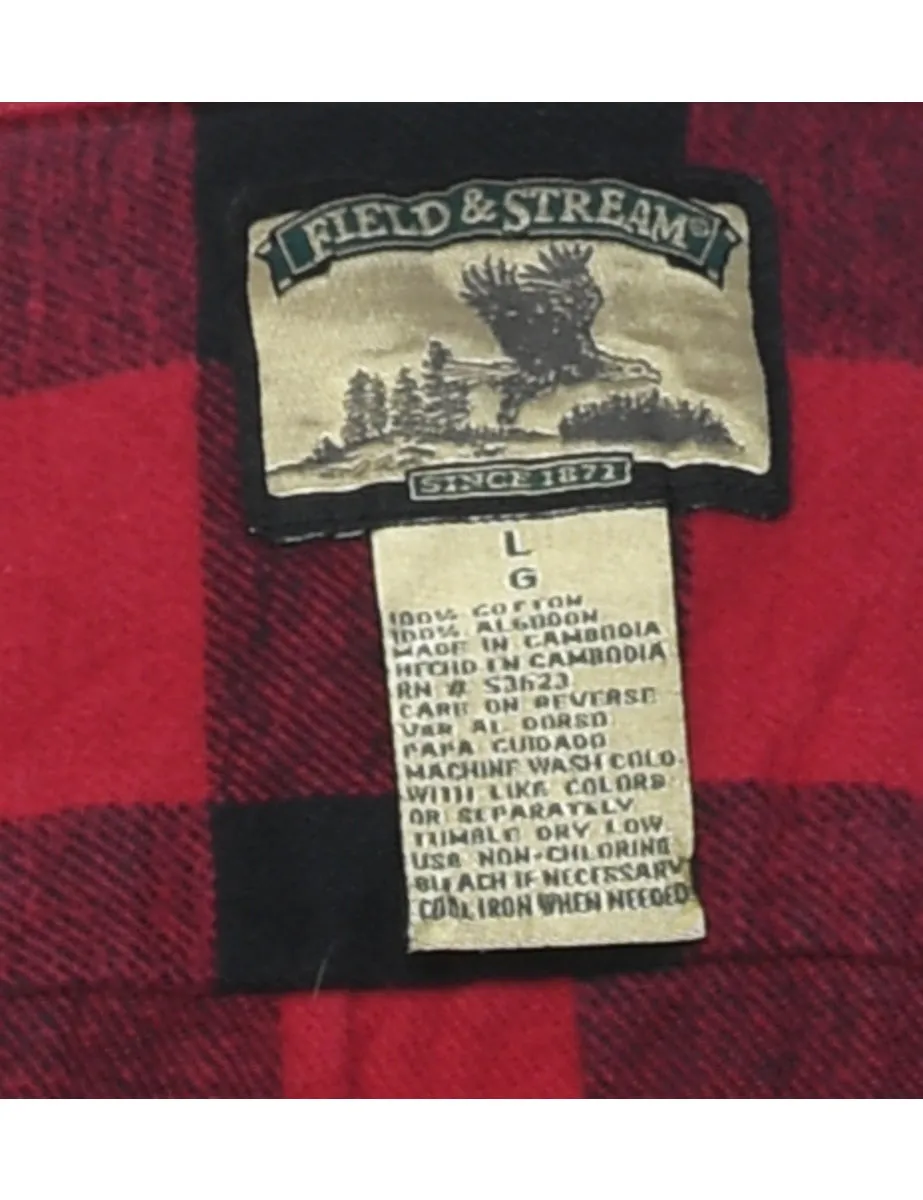 FIELD & STREAM®
SINCE 1871
L
G
100% COTTON
100% ALGODON
MADE IN CAMBODIA
HECHO EN CAMBODIA
RN # 53623
CARE ON REVERSE
VAR AL DORSO
PARA CUIDADO
MACHINE WASH COLD
WITH LIKE COLORS
OR SEPARATELY
TUMBLE DRY LOW
USE NON-CHLORINE
BLEACH IF NECESSARY
COOL IRON WHEN NEEDED